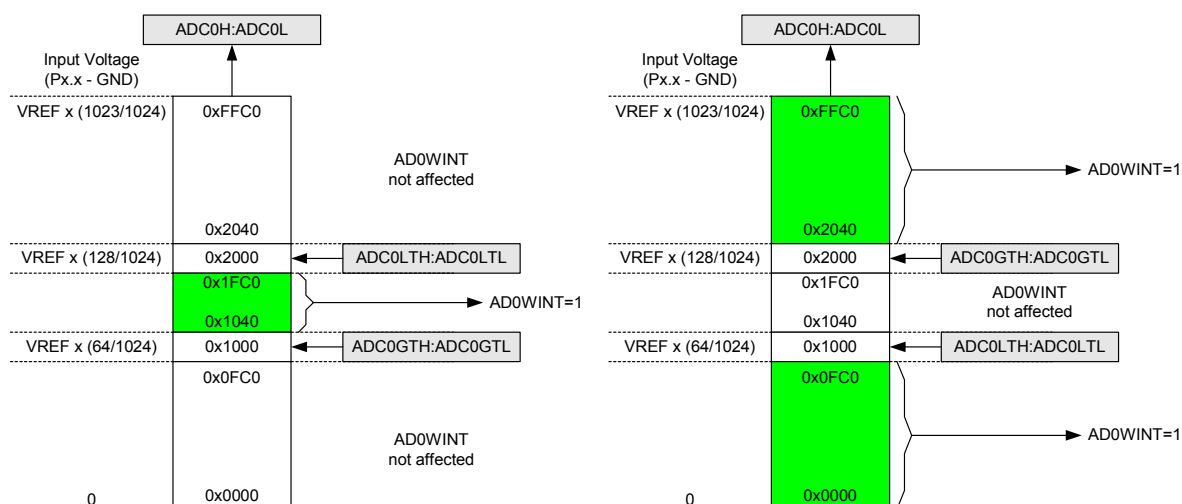 ADC0H:ADC0L
Input Voltage
(Px.x - GND)
VREF x (1023/1024)
0xFFC0
AD0WINT
not affected
0x2040
VREF x (128/1024)
0x2000
ADC0LTH:ADC0LTL
0x1FC0
AD0WINT=1
0x1040
VREF x (64/1024)
0x1000
ADC0GTH:ADC0GTL
0x0FC0
AD0WINT
not affected
0
0x0000
ADC0H:ADC0L
Input Voltage
(Px.x - GND)
VREF x (1023/1024)
0xFFC0
AD0WINT=1
0x2040
VREF x (128/1024)
0x2000
ADC0GTH:ADC0GTL
0x1FC0
AD0WINT
not affected
0x1040
VREF x (64/1024)
0x1000
ADC0LTH:ADC0LTL
0x0FC0
AD0WINT=1
0
0x0000